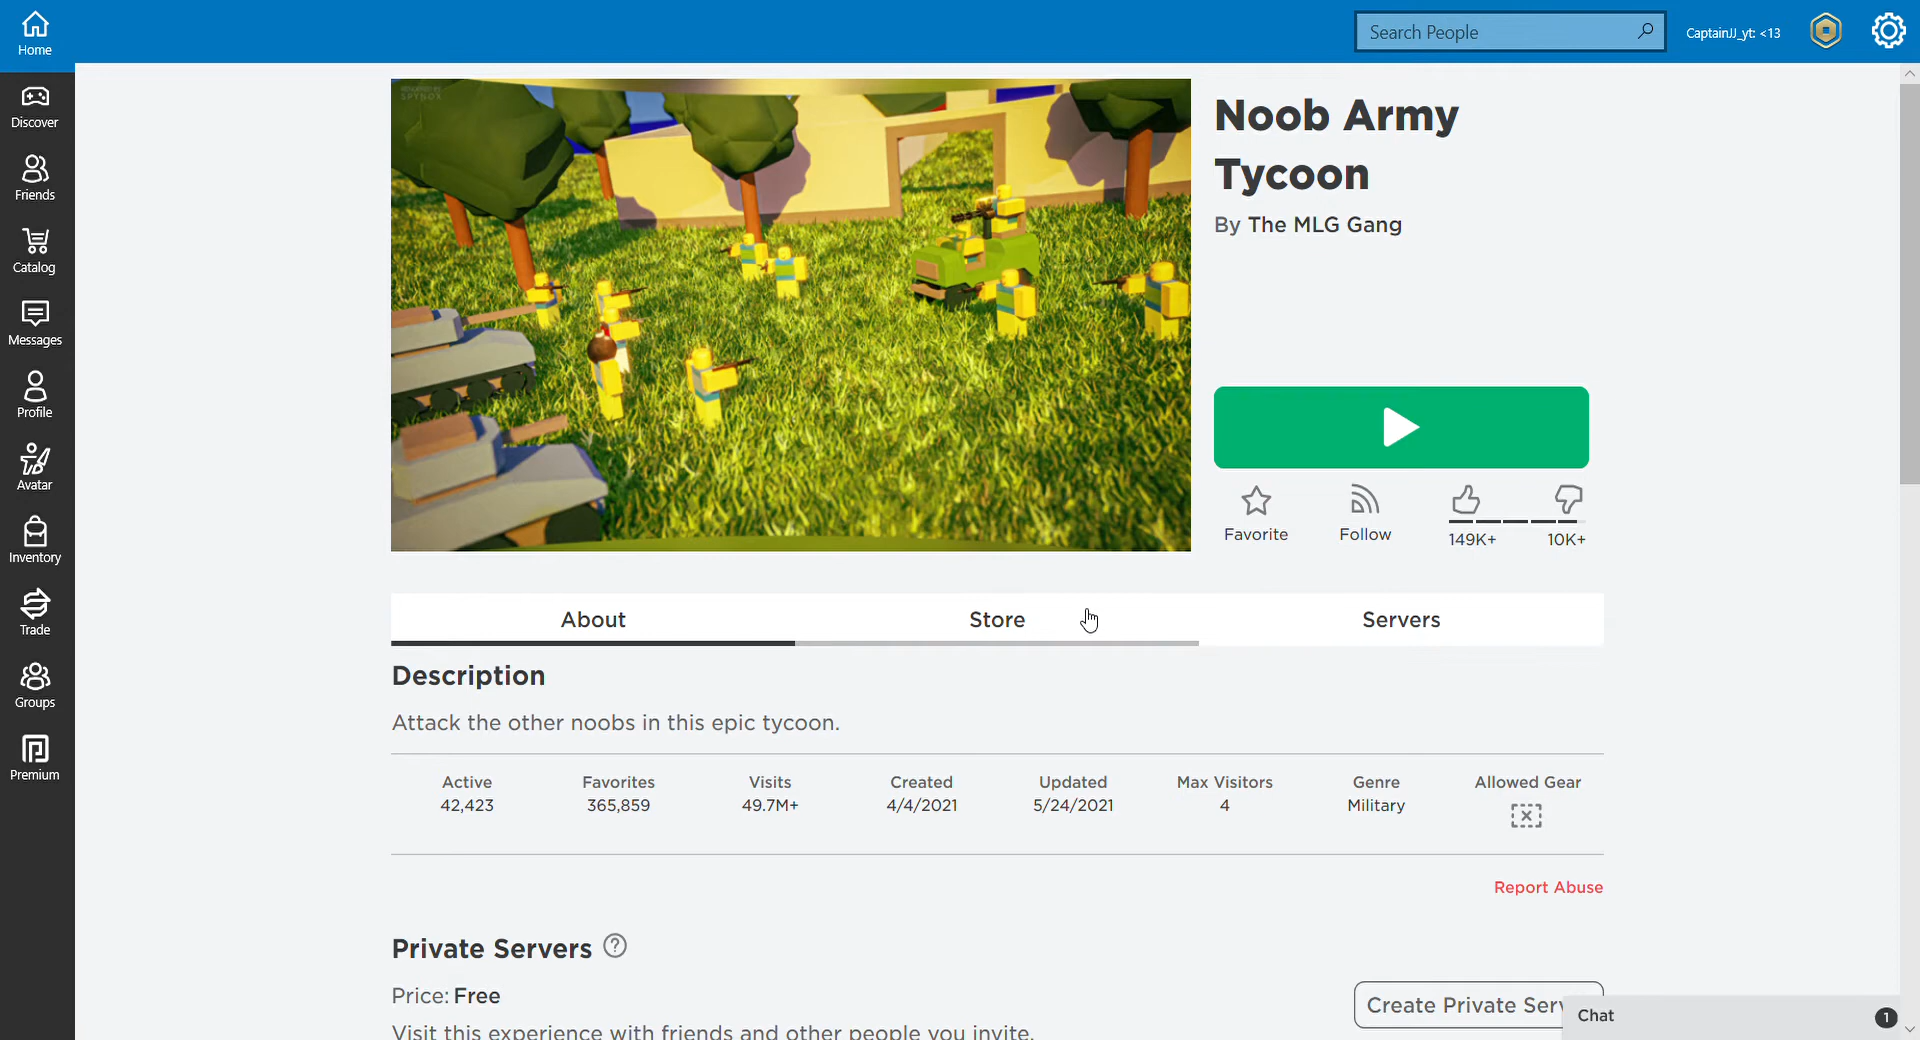 Home
Search People
CaptainJJ_yt: <13
Discover
Friends
Catalog
Messages
Profile
Avatar
Inventory
Trade
Groups
Premium
SPYNOX
Noob Army
Tycoon
By The MLG Gang
Favorite
Follow
149K+
10K+
About
Store
Servers
Description
Attack the other noobs in this epic tycoon.
Active
Favorites
Visits
Created
Updated
Max Visitors
Genre
Allowed Gear
42,423
365,859
49.7M+
4/4/2021
5/24/2021
4
Military
Report Abuse
Private Servers ?
Price: Free
Create Private Serv
Visit this experience with friends and other people you invite.
Chat
1